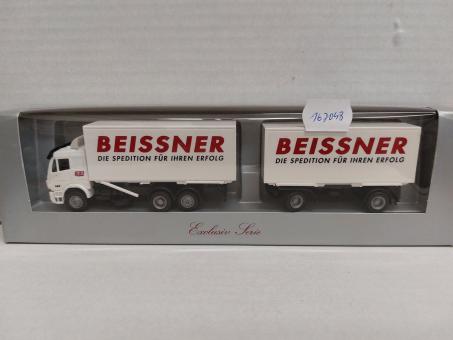 BEISSNER
DIE SPEDITION FÜR IHREN ERFOLG
167048
BEISSNER
DIE SPEDITION FÜR IHREN ERFOLG
Exclusiv Serie